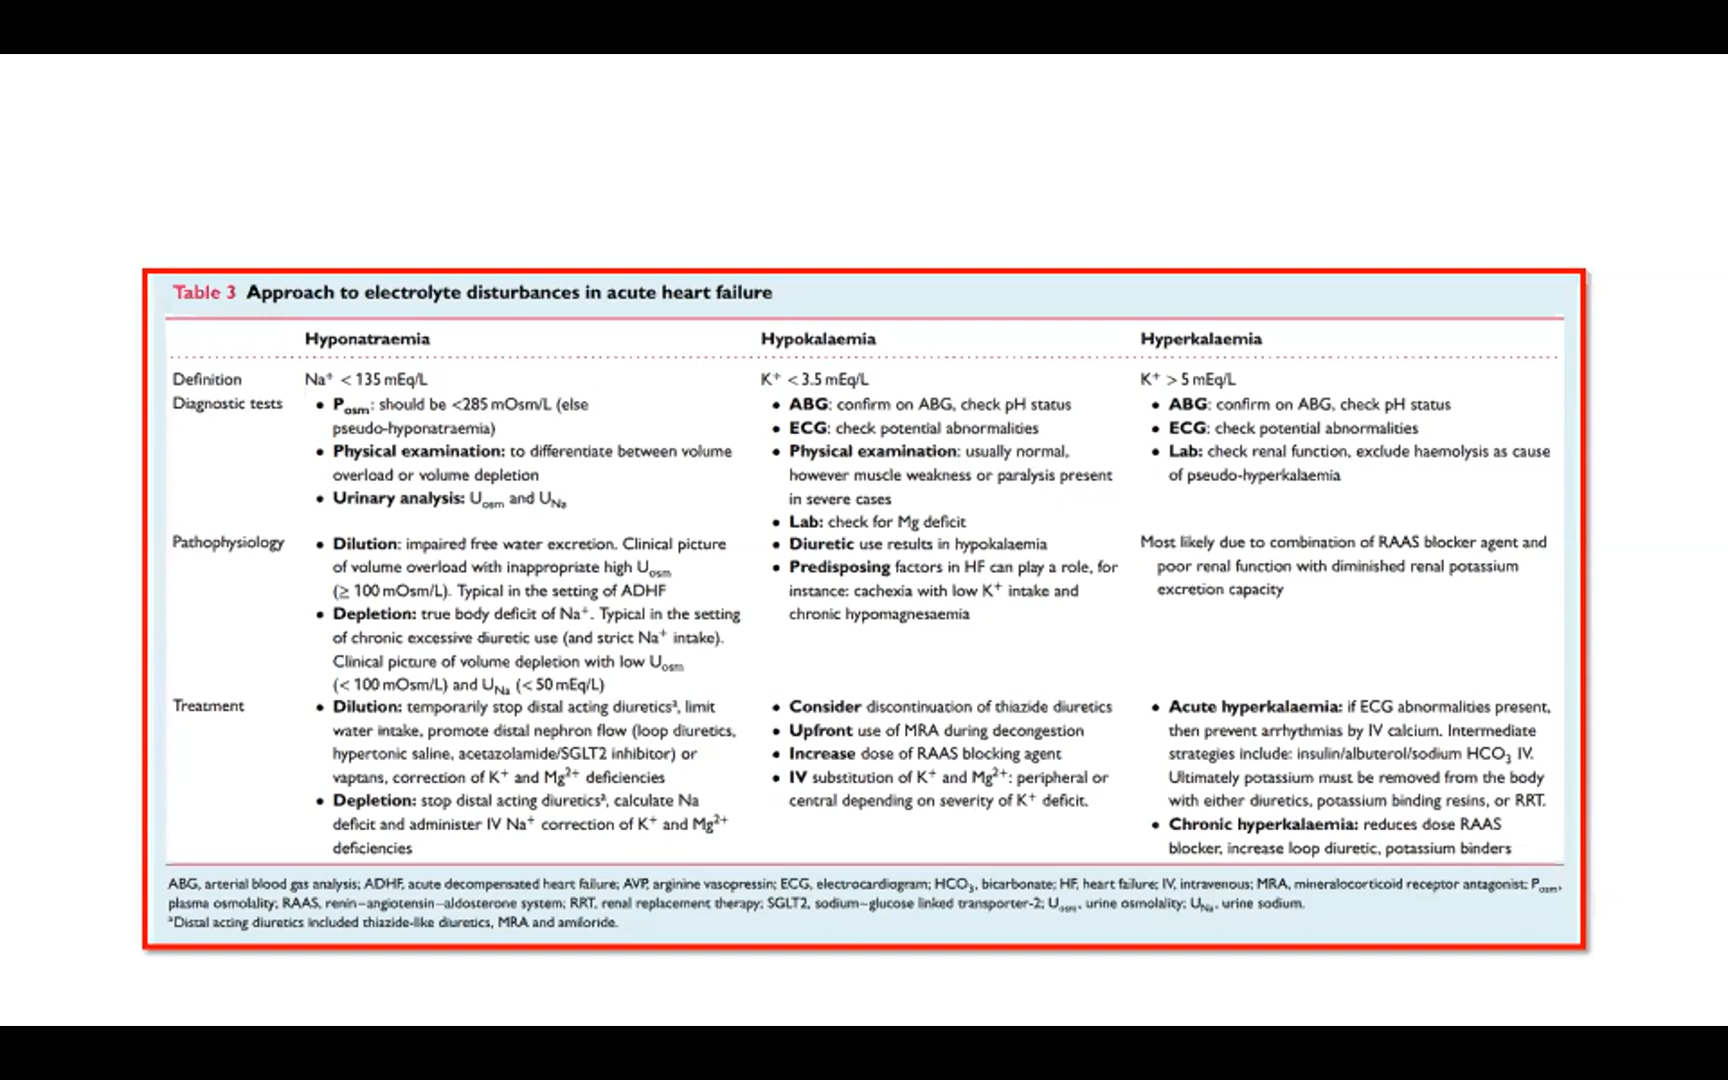 Table 3 Approach to electrolyte disturbances in acute heart failure
Hyponatraemia Hypokalaemia Hyperkalaemia
Definition Na⁺ < 135 mEq/L K⁺ < 3.5 mEq/L K⁺ > 5 mEq/L
Diagnostic tests
• Posm: should be <285 mOsm/L (else
pseudo-hyponatraemia)
• Physical examination: to differentiate between volume
overload or volume depletion
• Urinary analysis: Uosm and UNa
• ABG: confirm on ABG, check pH status
• ECG: check potential abnormalities
• Physical examination: usually normal,
however muscle weakness or paralysis present
in severe cases
• Lab: check for Mg deficit
• ABG: confirm on ABG, check pH status
• ECG: check potential abnormalities
• Lab: check renal function, exclude haemolysis as cause
of pseudo-hyperkalaemia
Pathophysiology
• Dilution: impaired free water excretion. Clinical picture
of volume overload with inappropriate high Uosm
(≥ 100 mOsm/L). Typical in the setting of ADHF
• Depletion: true body deficit of Na⁺. Typical in the setting
of chronic excessive diuretic use (and strict Na⁺ intake).
Clinical picture of volume depletion with low Uosm
(< 100 mOsm/L) and UNa (< 50 mEq/L)
• Diuretic use results in hypokalaemia
• Predisposing factors in HF can play a role, for
instance: cachexia with low K⁺ intake and
chronic hypomagnesaemia
Most likely due to combination of RAAS blocker agent and
poor renal function with diminished renal potassium
excretion capacity
Treatment
• Dilution: temporarily stop distal acting diureticsᵃ, limit
water intake, promote distal nephron flow (loop diuretics,
hypertonic saline, acetazolamide/SGLT2 inhibitor) or
vaptans, correction of K⁺ and Mg²⁺ deficiencies
• Depletion: stop distal acting diureticsᵃ, calculate Na
deficit and administer IV Na⁺ correction of K⁺ and Mg²⁺
deficiencies
• Consider discontinuation of thiazide diuretics
• Upfront use of MRA during decongestion
• Increase dose of RAAS blocking agent
• IV substitution of K⁺ and Mg²⁺: peripheral or
central depending on severity of K⁺ deficit.
• Acute hyperkalaemia: if ECG abnormalities present,
then prevent arrhythmias by IV calcium. Intermediate
strategies include: insulin/albuterol/sodium HCO₃ IV.
Ultimately potassium must be removed from the body
with either diuretics, potassium binding resins, or RRT.
• Chronic hyperkalaemia: reduces dose RAAS
blocker, increase loop diuretic, potassium binders
ABG, arterial blood gas analysis; ADHF, acute decompensated heart failure; AVP, arginine vasopressin; ECG, electrocardiogram; HCO₃, bicarbonate; HF, heart failure; IV, intravenous; MRA, mineralocorticoid receptor antagonist; Posm,
plasma osmolality; RAAS, renin–angiotensin–aldosterone system; RRT, renal replacement therapy; SGLT2, sodium–glucose linked transporter-2; Uosm, urine osmolality; UNa, urine sodium.
ᵃDistal acting diuretics included thiazide-like diuretics, MRA and amiloride.